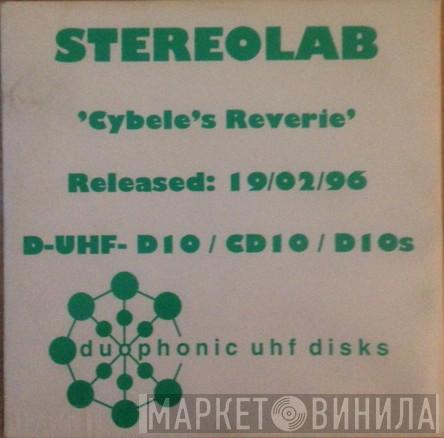 STEREOLAB
'Cybele's Reverie'
Released: 19/02/96
D-UHF- D10 / CD10 / D10s
duophonic uhf disks
МАРКЕТ ВИНИЛА